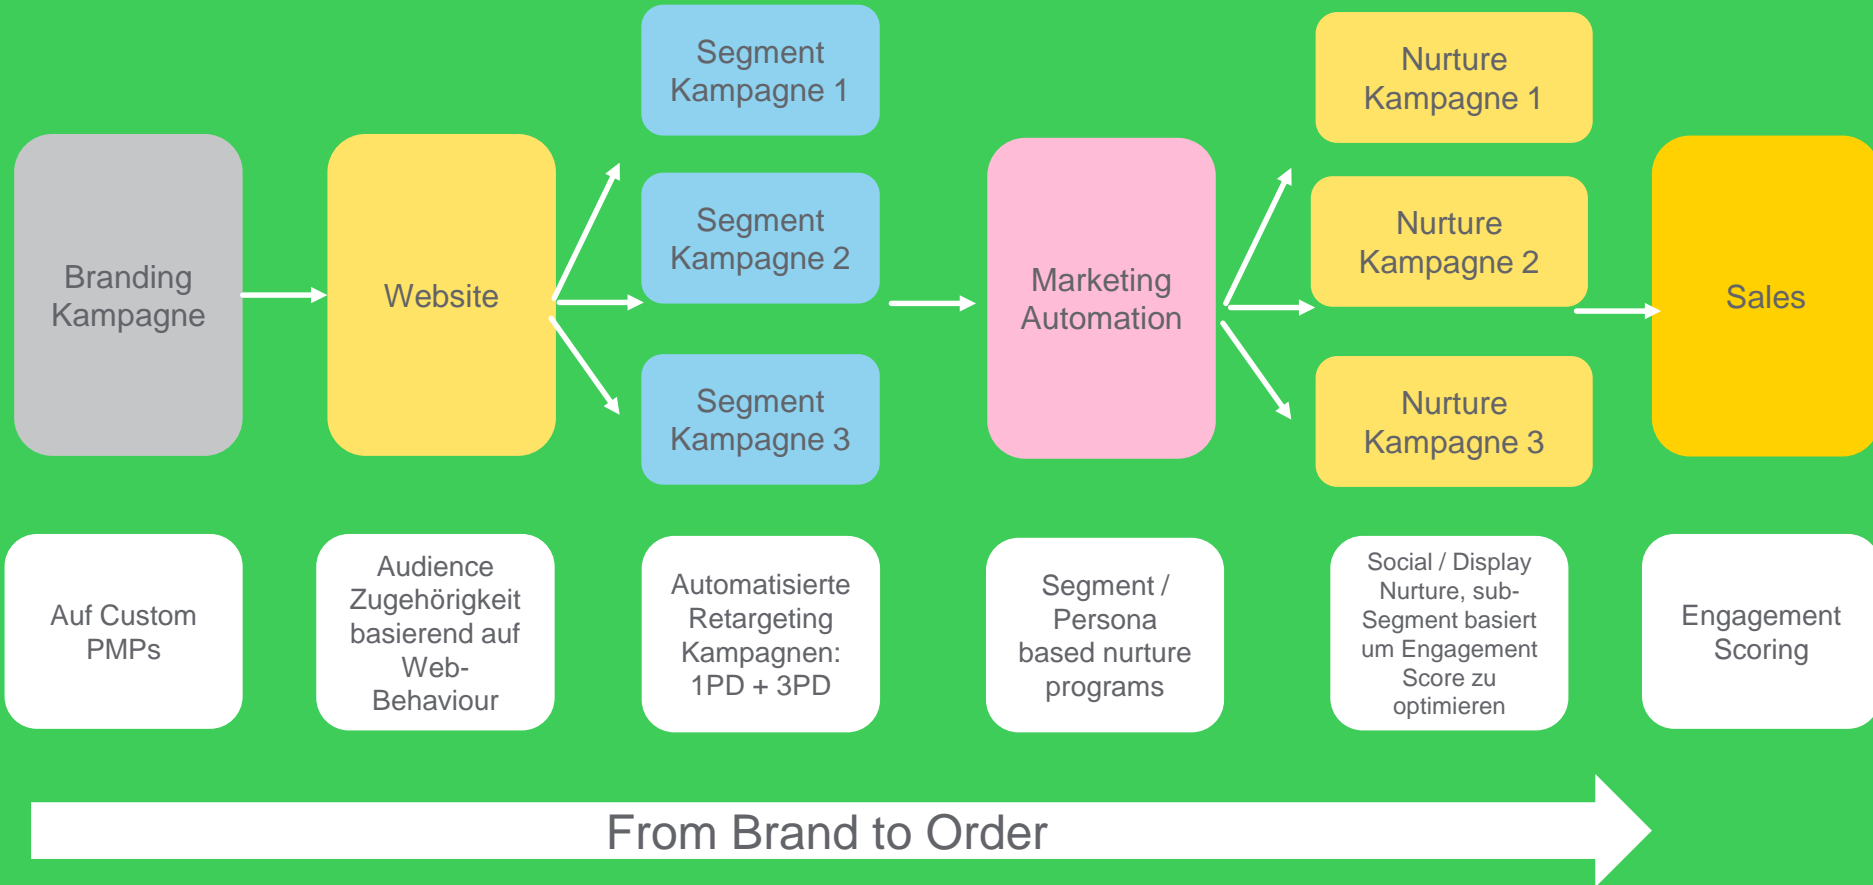 Branding
Kampagne
Website
Segment
Kampagne 1
Segment
Kampagne 2
Segment
Kampagne 3
Marketing
Automation
Nurture
Kampagne 1
Nurture
Kampagne 2
Nurture
Kampagne 3
Sales
Auf Custom
PMPs
Audience
Zugehörigkeit
basierend auf
Web-
Behaviour
Automatisierte
Retargeting
Kampagnen:
1PD + 3PD
Segment /
Persona
based nurture
programs
Social / Display
Nurture, sub-
Segment basiert
um Engagement
Score zu
optimieren
Engagement
Scoring
From Brand to Order